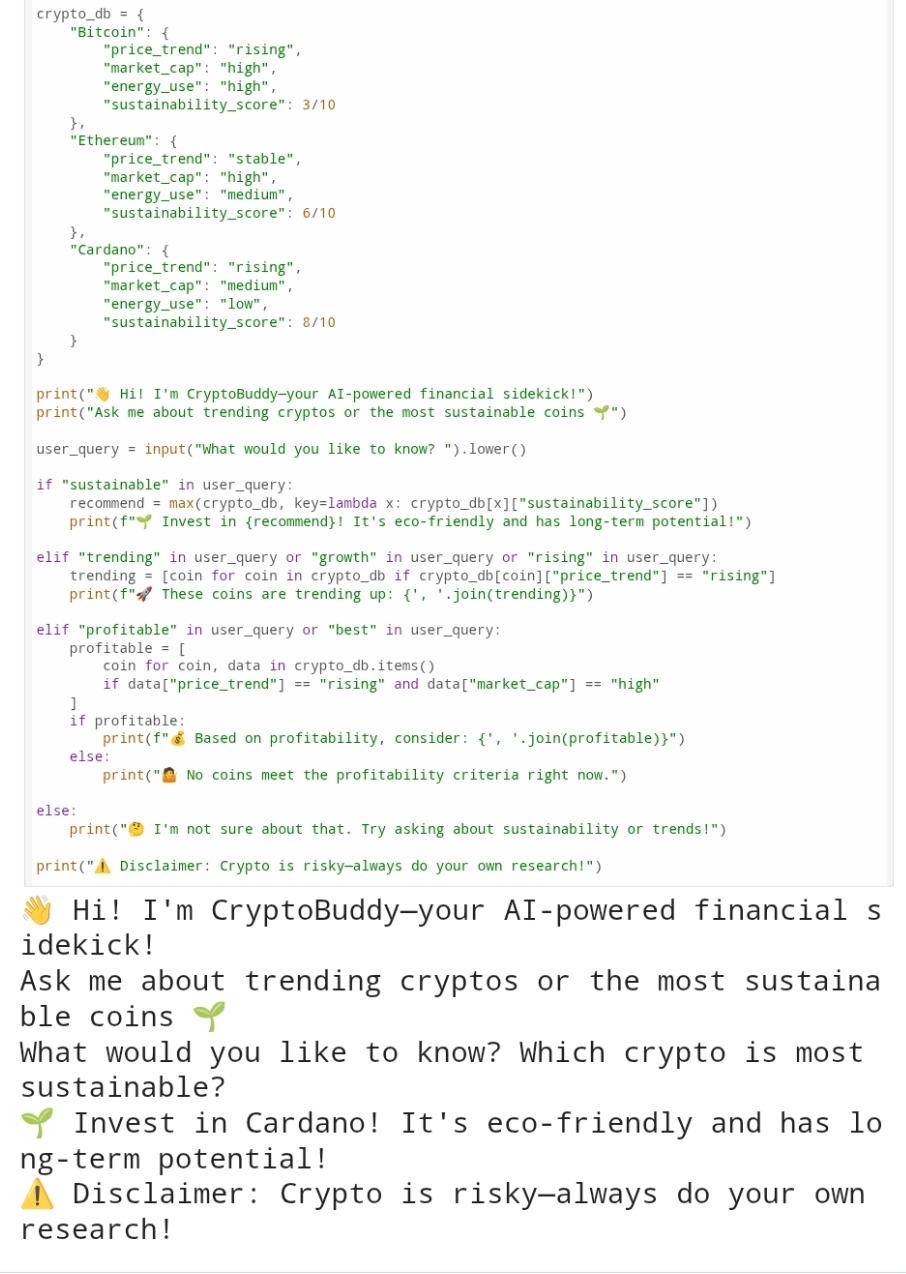 crypto_db = {
    "Bitcoin": {
        "price_trend": "rising",
        "market_cap": "high",
        "energy_use": "high",
        "sustainability_score": 3/10
    },
    "Ethereum": {
        "price_trend": "stable",
        "market_cap": "high",
        "energy_use": "medium",
        "sustainability_score": 6/10
    },
    "Cardano": {
        "price_trend": "rising",
        "market_cap": "medium",
        "energy_use": "low",
        "sustainability_score": 8/10
    }
}
print("👋 Hi! I'm CryptoBuddy—your AI-powered financial sidekick!")
print("Ask me about trending cryptos or the most sustainable coins 🌱")
user_query = input("What would you like to know? ").lower()
if "sustainable" in user_query:
    recommend = max(crypto_db, key=lambda x: crypto_db[x]["sustainability_score"])
    print(f"🌱 Invest in {recommend}! It's eco-friendly and has long-term potential!")
elif "trending" in user_query or "growth" in user_query or "rising" in user_query:
    trending = [coin for coin in crypto_db if crypto_db[coin]["price_trend"] == "rising"]
    print(f"🚀 These coins are trending up: {', '.join(trending)}")
elif "profitable" in user_query or "best" in user_query:
    profitable = [
        coin for coin, data in crypto_db.items()
        if data["price_trend"] == "rising" and data["market_cap"] == "high"
    ]
    if profitable:
        print(f"💰 Based on profitability, consider: {', '.join(profitable)}")
    else:
        print("🤷 No coins meet the profitability criteria right now.")
else:
    print("🤔 I'm not sure about that. Try asking about sustainability or trends!")
print("⚠️ Disclaimer: Crypto is risky—always do your own research!")
👋 Hi! I'm CryptoBuddy—your AI-powered financial s
idekick!
Ask me about trending cryptos or the most sustaina
ble coins 🌱
What would you like to know? Which crypto is most
sustainable?
🌱 Invest in Cardano! It's eco-friendly and has lo
ng-term potential!
⚠️ Disclaimer: Crypto is risky—always do your own
research!